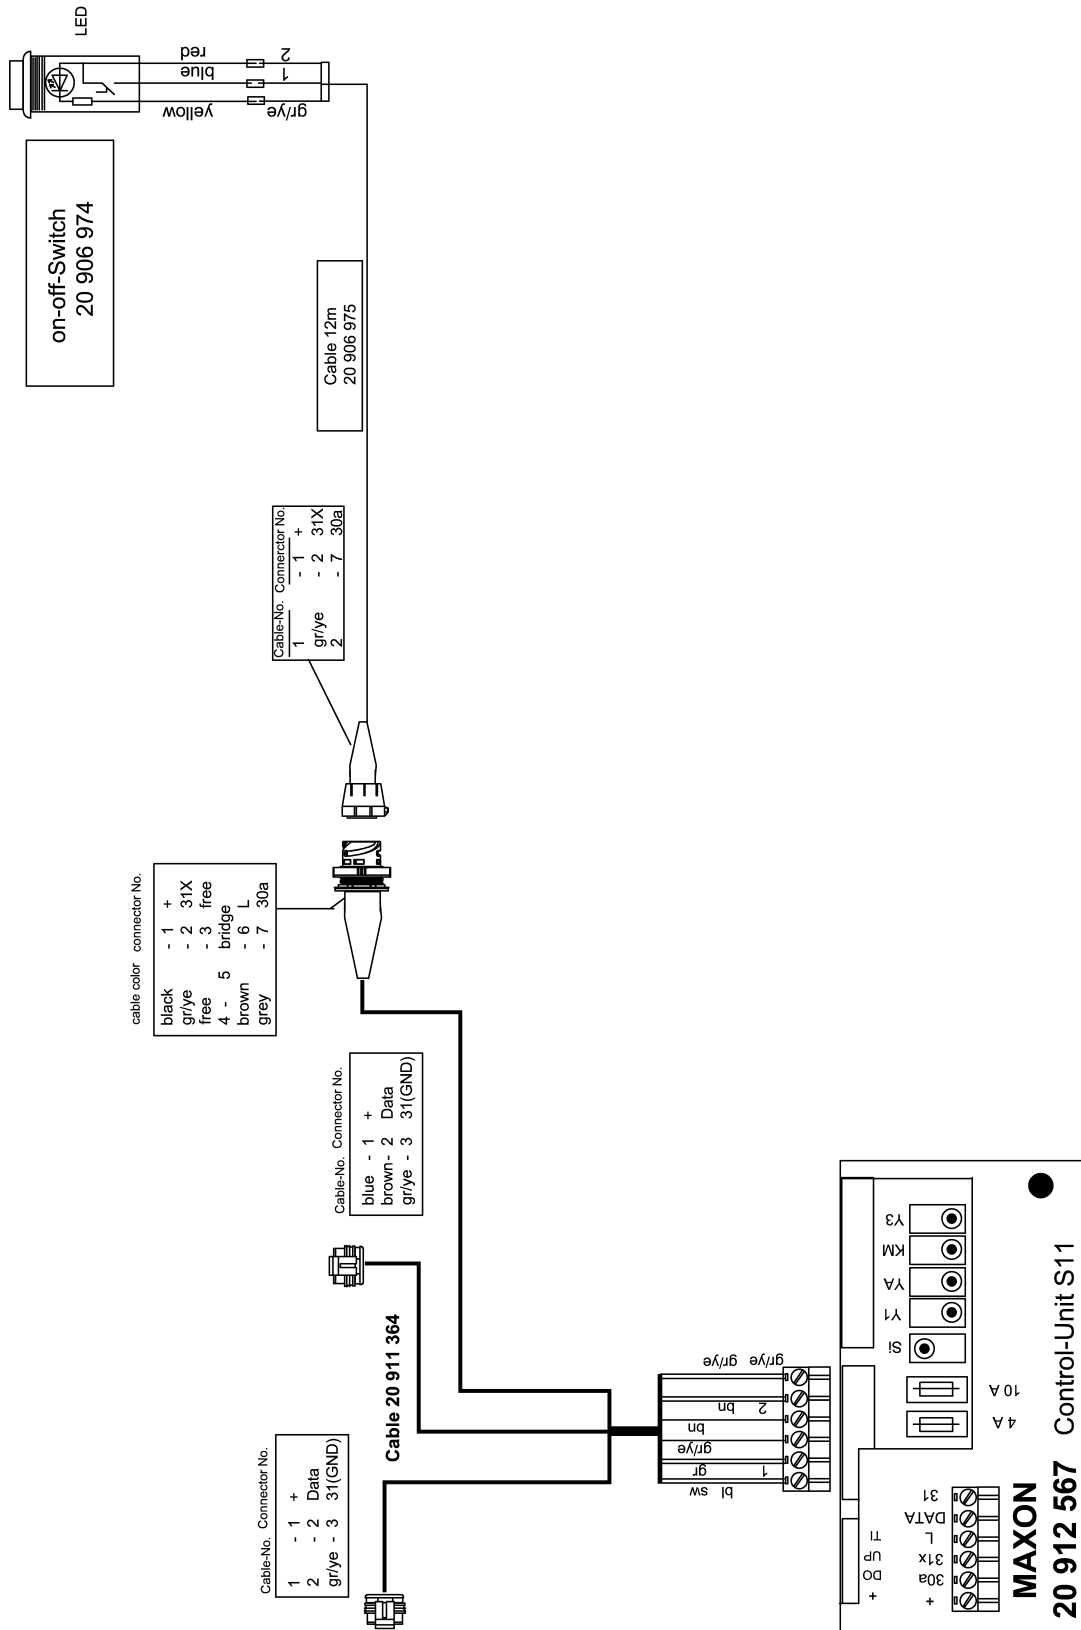 LED
red
blue
yellow
2
1
gr/ye
on-off-Switch
20 906 974
Cable 12m
20 906 975
Cable-No. Connerctor No.
1 - 1 +
gr/ye - 2 31X
2 - 7 30a
cable color connector No.
black - 1 +
gr/ye - 2 31X
free - 3 free
4 - 5 bridge
brown - 6 L
grey - 7 30a
Cable-No. Connector No.
blue - 1 +
brown - 2 Data
gr/ye - 3 31(GND)
Cable 20 911 364
Cable-No. Connector No.
1 - 1 +
2 - 2 Data
gr/ye - 3 31(GND)
gr/ye gr/ye
bn 2
bn
gr/ye
gr 1
sw bl
Y3
KM
YA
Y1
Si
10 A
4 A
31
DATA
L
31x
30a
+
Ti
UP
DO
+
MAXON
20 912 567 Control-Unit S11